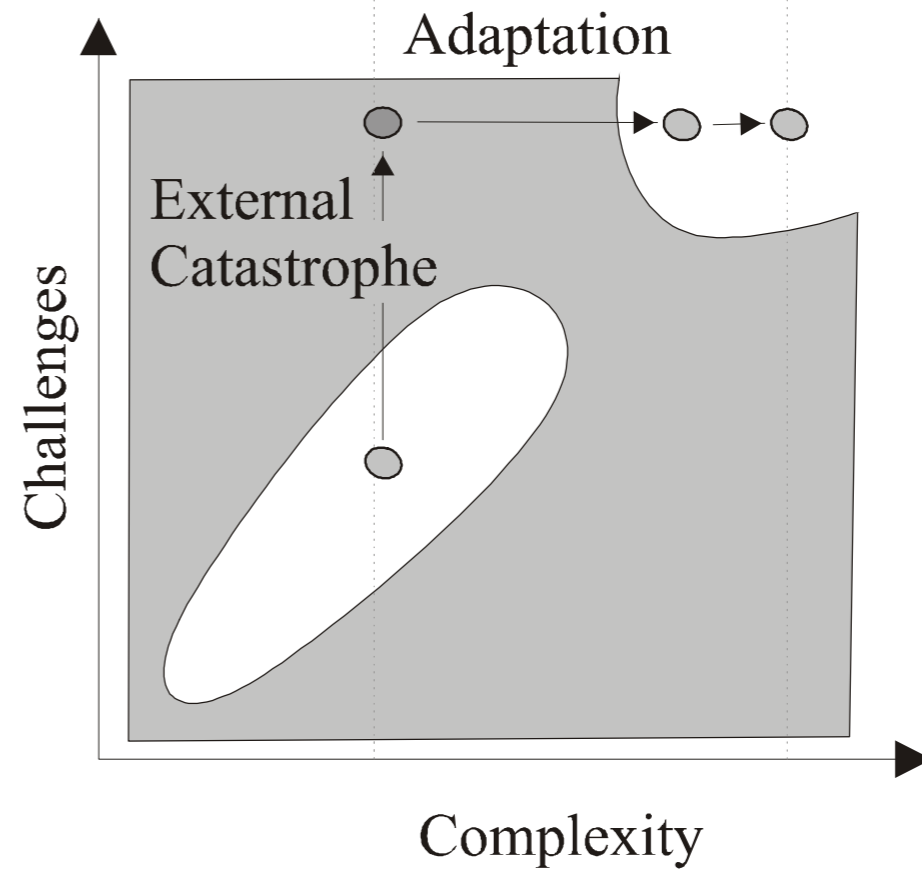 Adaptation
External
Catastrophe
Challenges
Complexity